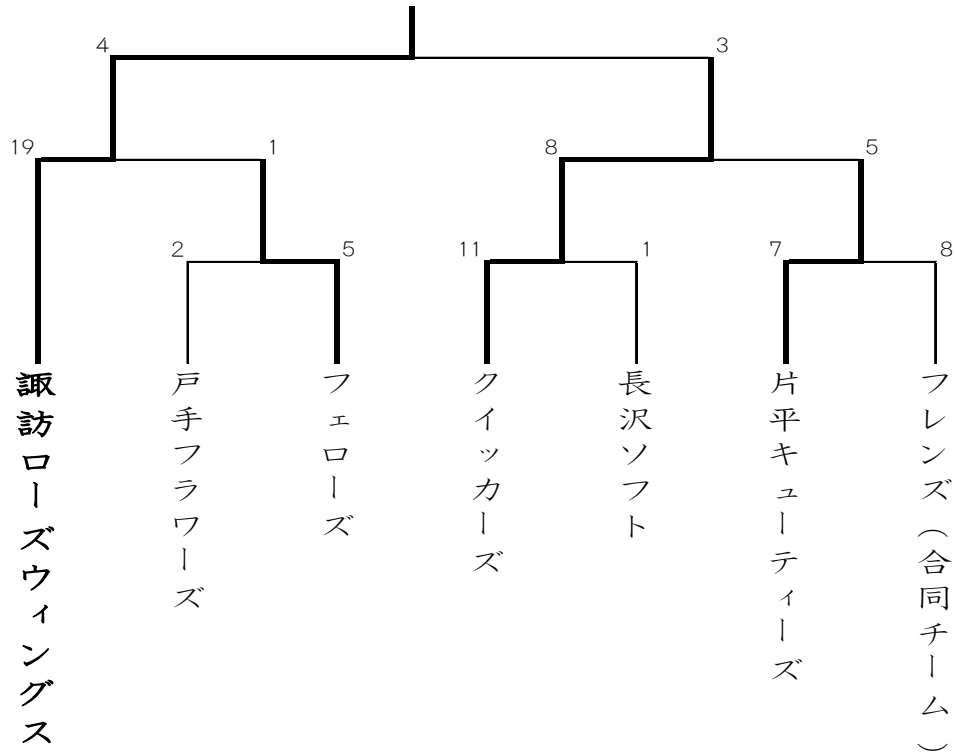 4
3
19
1
8
5
2
5
11
1
7
8
諏訪ローズウィングス
戸手フラワーズ
フェローズ
クイッカーズ
長沢ソフト
片平キューティーズ
フレンズ（合同チーム）